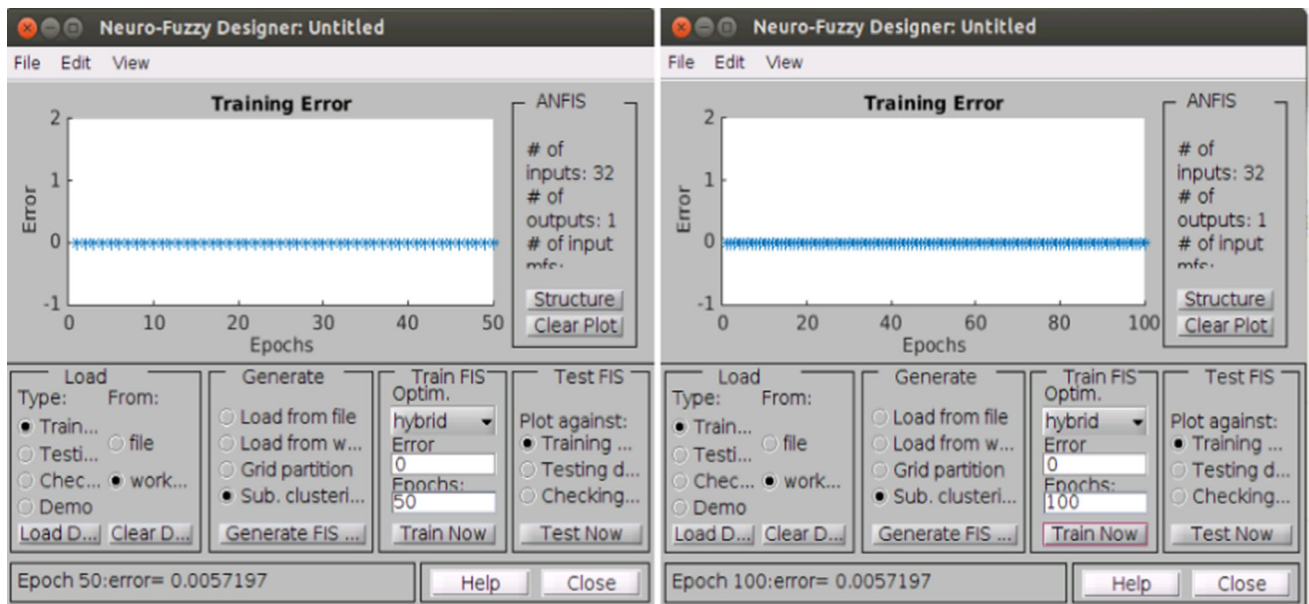 Neuro-Fuzzy Designer: Untitled
File Edit View
Training Error
2
1
0
-1
Error
0 10 20 30 40 50
Epochs
ANFIS
# of
inputs: 32
# of
outputs: 1
# of input
mfs:
Structure
Clear Plot
Load
Type: From:
Train...
Testi... file
Chec... work...
Demo
Load D... Clear D...
Generate
Load from file
Load from w...
Grid partition
Sub. clusteri...
Generate FIS ...
Train FIS
Optim.
hybrid
Error
0
Epochs:
50
Train Now
Test FIS
Plot against:
Training ...
Testing d...
Checking...
Test Now
Epoch 50:error= 0.0057197
Help Close
Neuro-Fuzzy Designer: Untitled
File Edit View
Training Error
2
1
0
-1
Error
0 20 40 60 80 100
Epochs
ANFIS
# of
inputs: 32
# of
outputs: 1
# of input
mfs:
Structure
Clear Plot
Load
Type: From:
Train...
Testi... file
Chec... work...
Demo
Load D... Clear D...
Generate
Load from file
Load from w...
Grid partition
Sub. clusteri...
Generate FIS ...
Train FIS
Optim.
hybrid
Error
0
Epochs:
100
Train Now
Test FIS
Plot against:
Training ...
Testing d...
Checking...
Test Now
Epoch 100:error= 0.0057197
Help Close